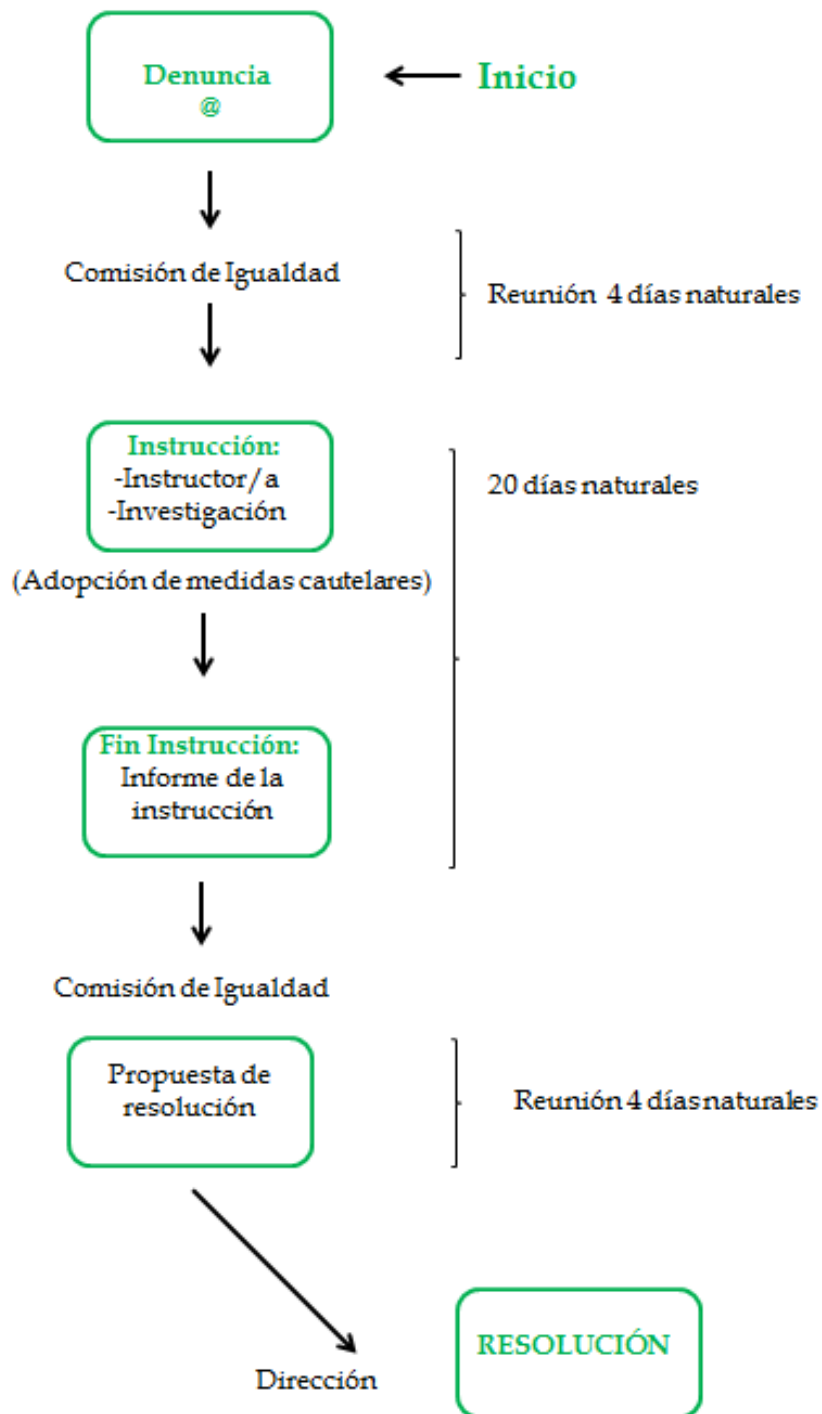 Denuncia
@
Inicio
Comisión de Igualdad
Reunión 4 días naturales
Instrucción:
-Instructor/a
-Investigación
20 días naturales
(Adopción de medidas cautelares)
Fin Instrucción:
Informe de la
instrucción
Comisión de Igualdad
Propuesta de
resolución
Reunión 4 días naturales
RESOLUCIÓN
Dirección